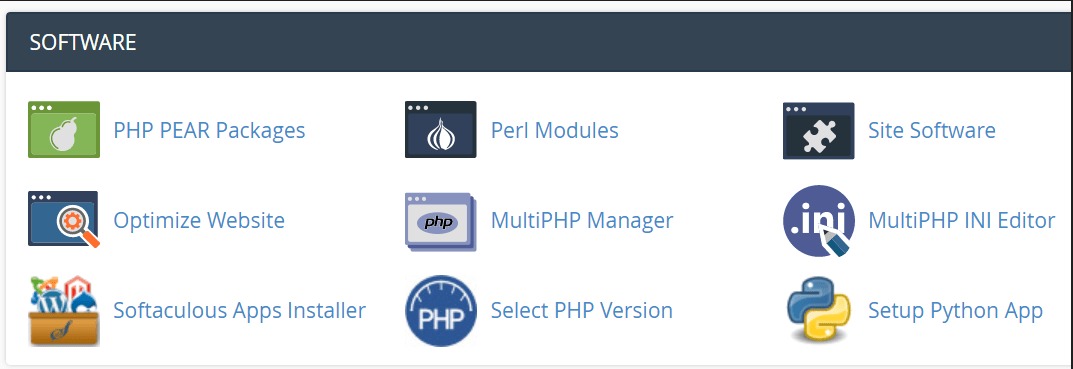 SOFTWARE
PHP PEAR Packages
Perl Modules
Site Software
Optimize Website
php
MultiPHP Manager
.ini
MultiPHP INI Editor
Softaculous Apps Installer
PHP
Select PHP Version
Setup Python App